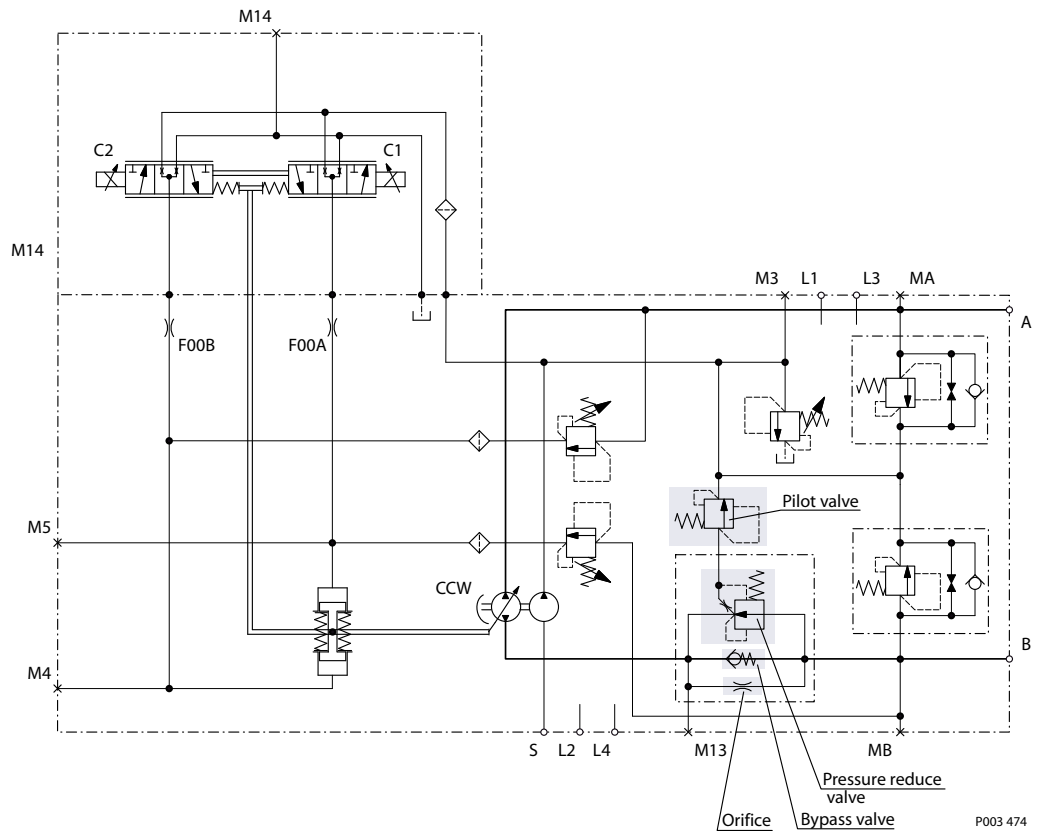 M14
C2
C1
M14
M3
L1
L3
MA
A
F00B
F00A
Pilot valve
M5
CCW
B
M4
S
L2
L4
M13
MB
Pressure reduce
valve
Orifice
Bypass valve
P003 474